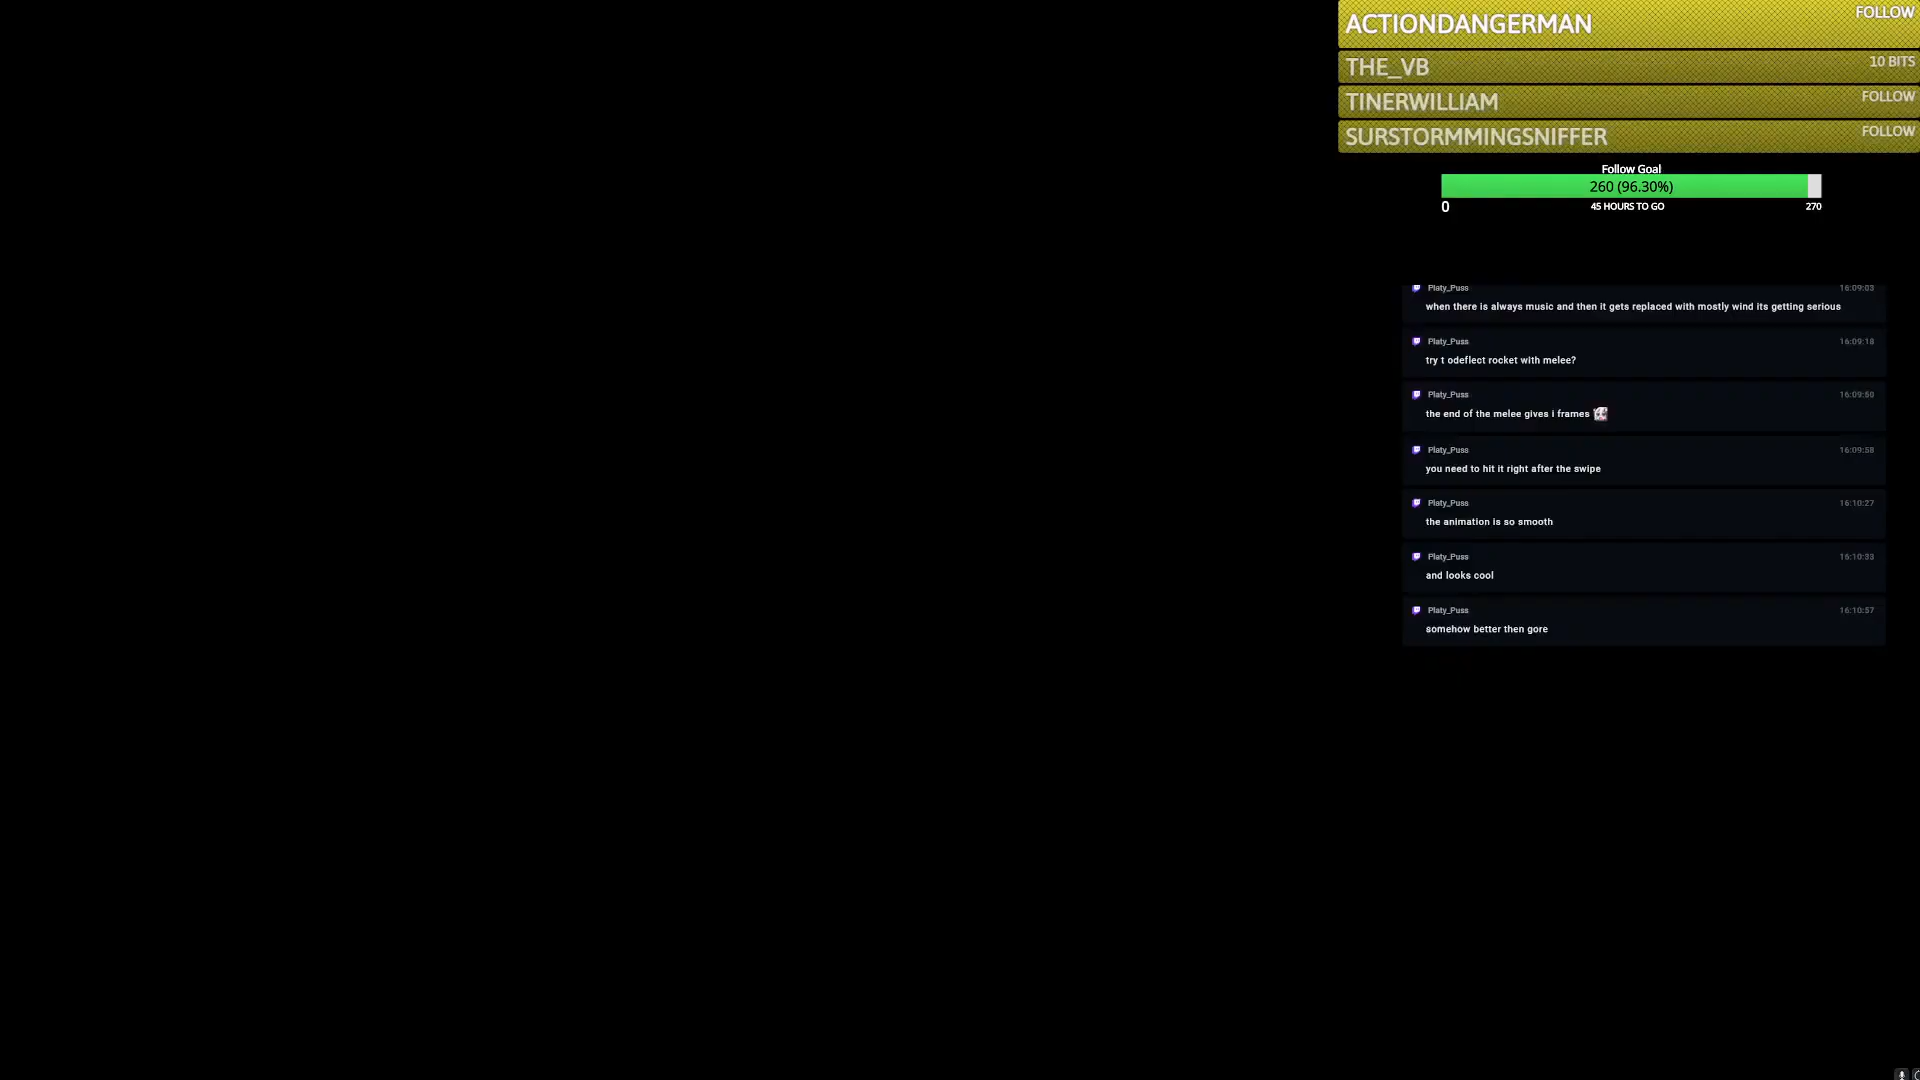 ACTIONDANGERMAN FOLLOW
THE_VB 10 BITS
TINERWILLIAM FOLLOW
SURSTORMMINGSNIFFER FOLLOW
Follow Goal
260 (96.30%)
0 45 HOURS TO GO 270
Platy_Puss 16:09:03
when there is always music and then it gets replaced with mostly wind its getting serious
Platy_Puss 16:09:18
try t odeflect rocket with melee?
Platy_Puss 16:09:50
the end of the melee gives i frames
Platy_Puss 16:09:58
you need to hit it right after the swipe
Platy_Puss 16:10:27
the animation is so smooth
Platy_Puss 16:10:33
and looks cool
Platy_Puss 16:10:57
somehow better then gore